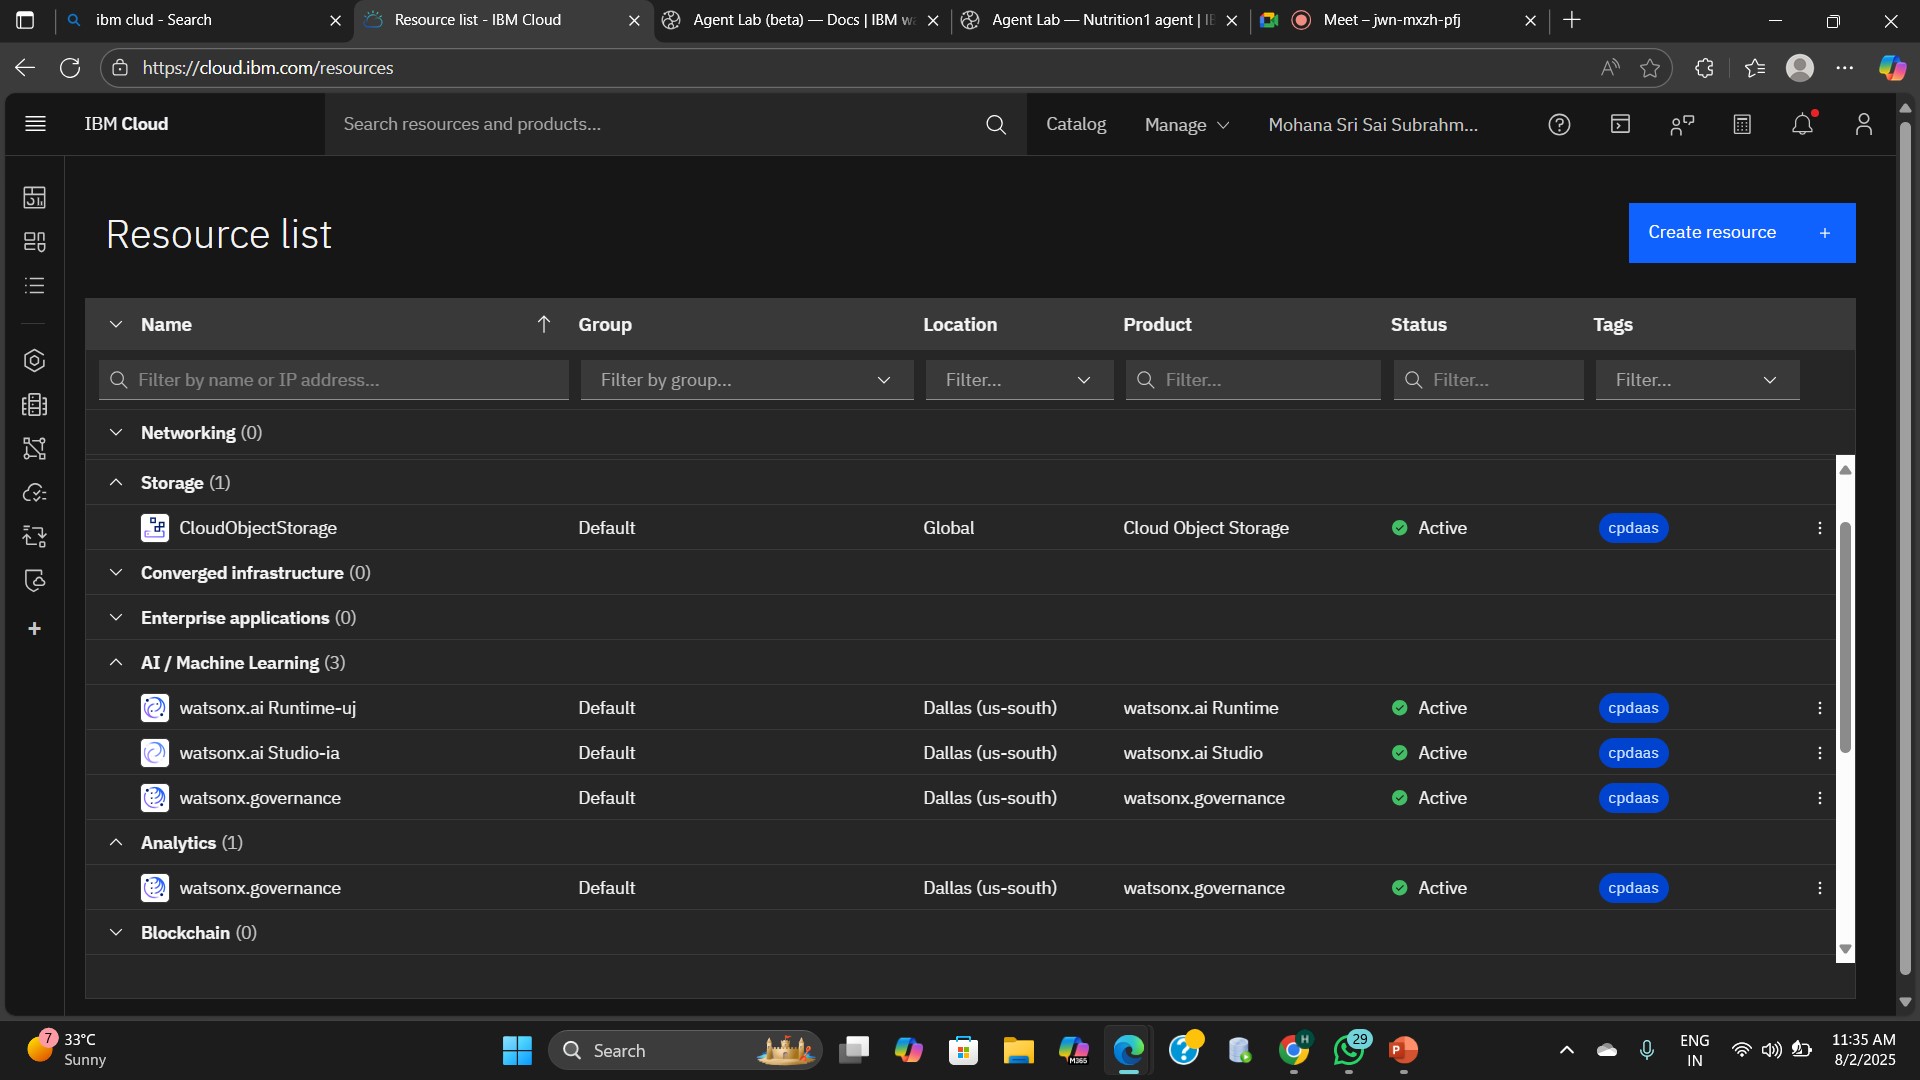 ibm clud - Search
Resource list - IBM Cloud
Agent Lab (beta) — Docs | IBM wa
Agent Lab — Nutrition1 agent | IB
Meet – jwn-mxzh-pfj
https://cloud.ibm.com/resources
IBM Cloud
Search resources and products...
Catalog
Manage
Mohana Sri Sai Subrahm...
Resource list
Create resource +
Name Group Location Product Status Tags
Filter by name or IP address... Filter by group... Filter... Filter... Filter... Filter...
Networking (0)
Storage (1)
CloudObjectStorage Default Global Cloud Object Storage Active cpdaas
Converged infrastructure (0)
Enterprise applications (0)
AI / Machine Learning (3)
watsonx.ai Runtime-uj Default Dallas (us-south) watsonx.ai Runtime Active cpdaas
watsonx.ai Studio-ia Default Dallas (us-south) watsonx.ai Studio Active cpdaas
watsonx.governance Default Dallas (us-south) watsonx.governance Active cpdaas
Analytics (1)
watsonx.governance Default Dallas (us-south) watsonx.governance Active cpdaas
Blockchain (0)
7
33°C
Sunny
Search
M365
H
29
P
ENG
IN
11:35 AM
8/2/2025